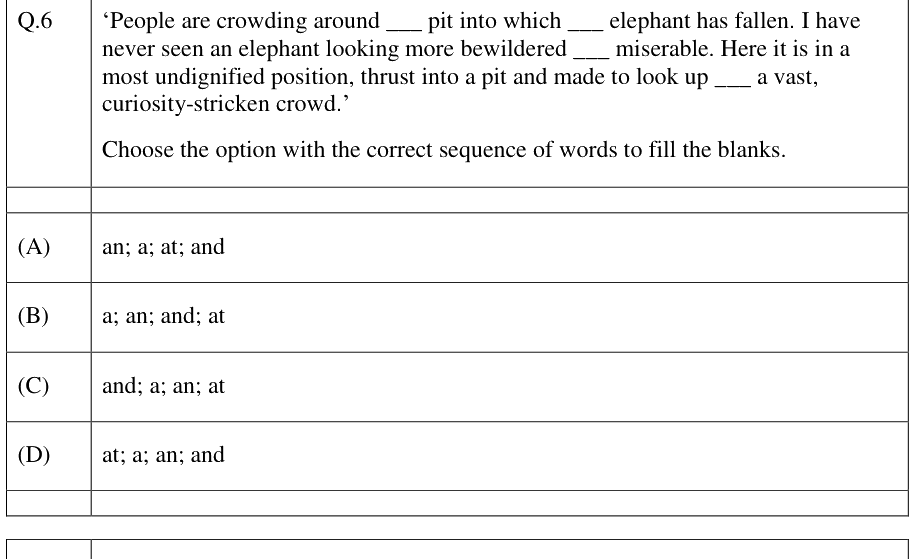 Q.6 ‘People are crowding around ___ pit into which ___ elephant has fallen. I have
never seen an elephant looking more bewildered ___ miserable. Here it is in a
most undignified position, thrust into a pit and made to look up ___ a vast,
curiosity-stricken crowd.’
Choose the option with the correct sequence of words to fill the blanks.
(A) an; a; at; and
(B) a; an; and; at
(C) and; a; an; at
(D) at; a; an; and